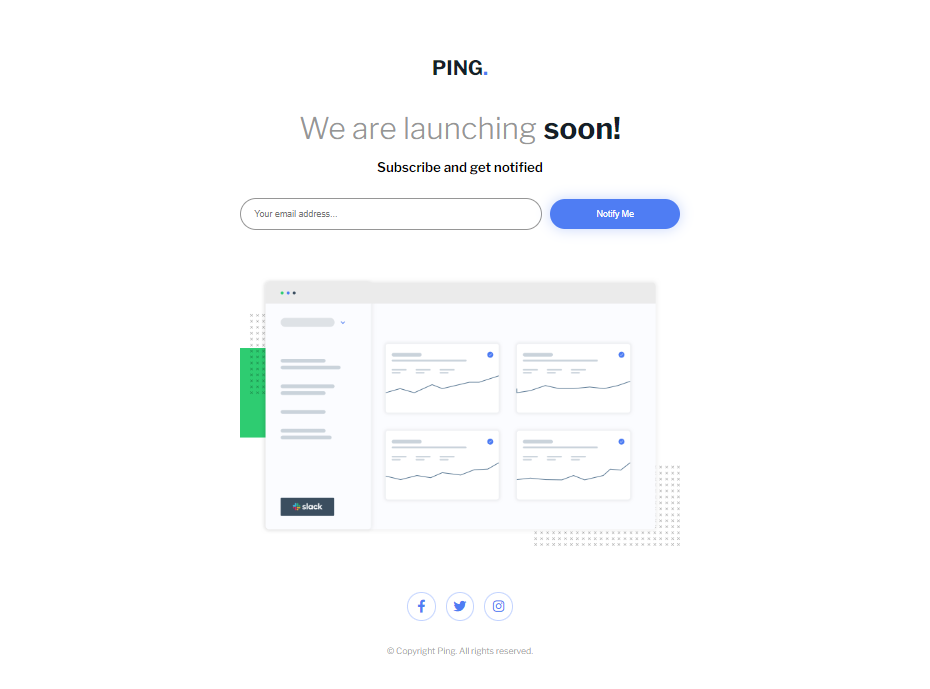 PING.
We are launching soon!
Subscribe and get notified
Your email address...
Notify Me
slack
© Copyright Ping. All rights reserved.